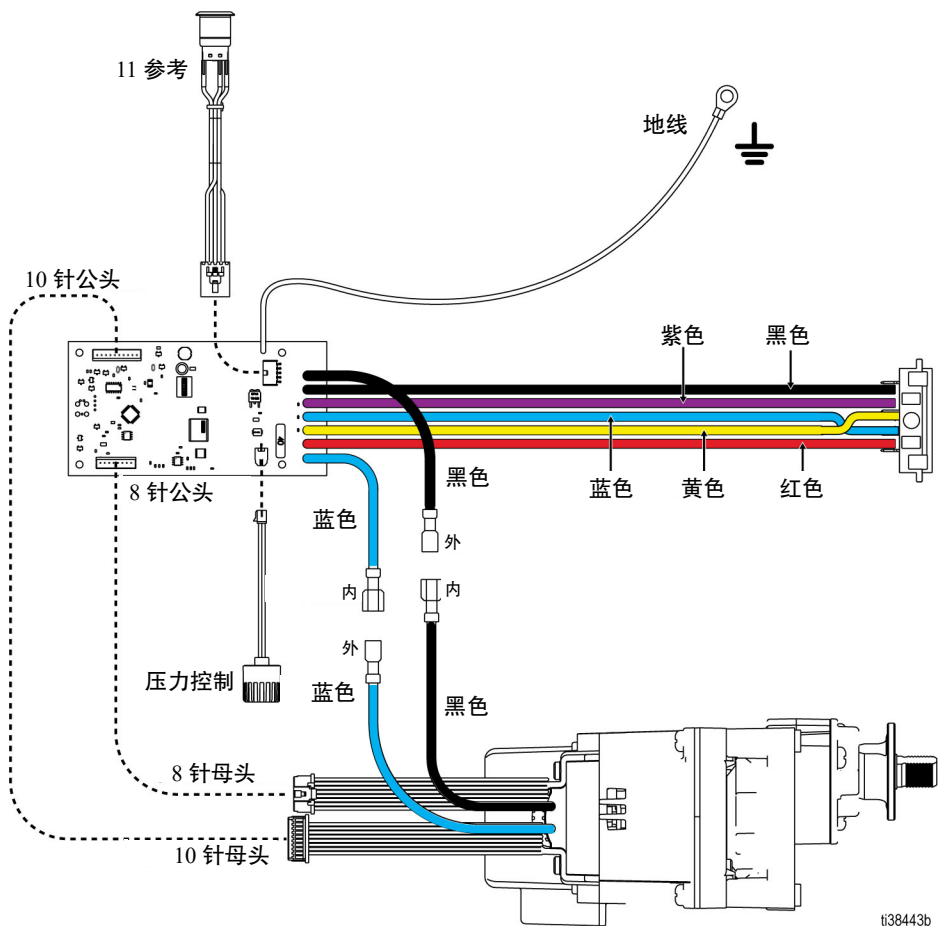 11 参考
地线
10 针公头
紫色
黑色
8 针公头
蓝色
黑色
外
蓝色
黄色
红色
内
内
外
压力控制
蓝色
黑色
8 针母头
10 针母头
ti38443b